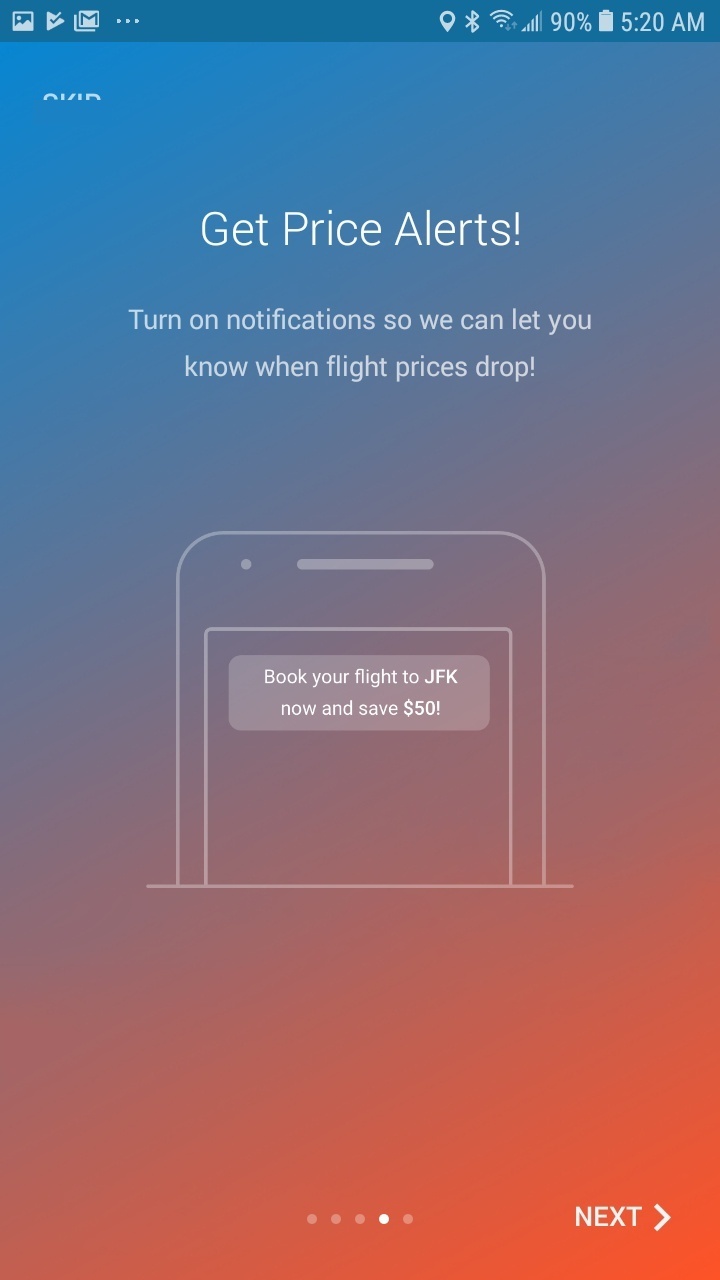 90% 5:20 AM
SKIP
Get Price Alerts!
Turn on notifications so we can let you
know when flight prices drop!
Book your flight to JFK
now and save $50!
NEXT